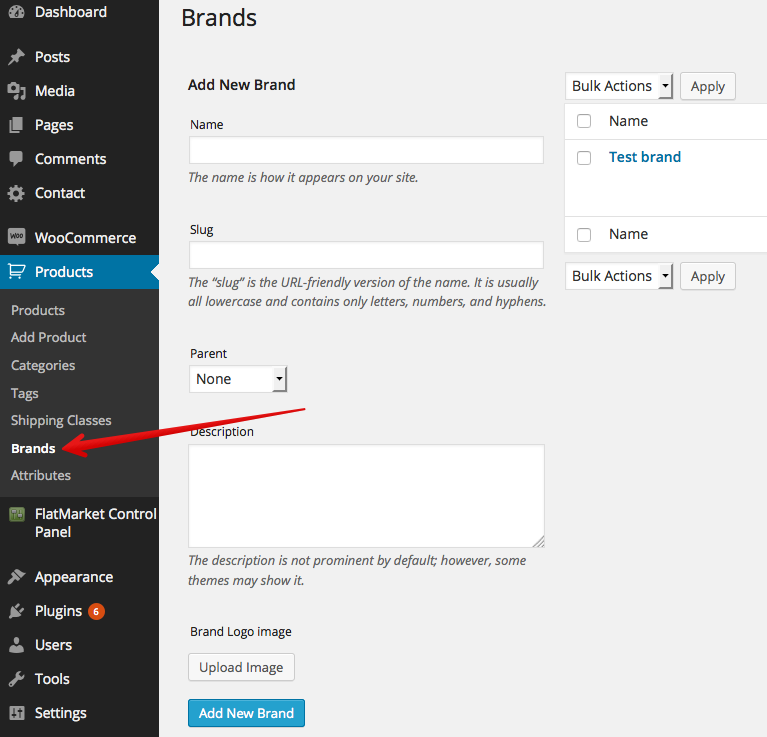 Dashboard
Posts
Media
Pages
Comments
Contact
WOO
WooCommerce
Products
Products
Add Product
Categories
Tags
Shipping Classes
Brands
Attributes
FlatMarket Control
Panel
Appearance
Plugins 6
Users
Tools
Settings
Brands
Add New Brand
Name
The name is how it appears on your site.
Slug
The “slug” is the URL-friendly version of the name. It is usually
all lowercase and contains only letters, numbers, and hyphens.
Parent
None
Description
The description is not prominent by default; however, some
themes may show it.
Brand Logo image
Upload Image
Add New Brand
Bulk Actions Apply
Name
Test brand
Name
Bulk Actions Apply